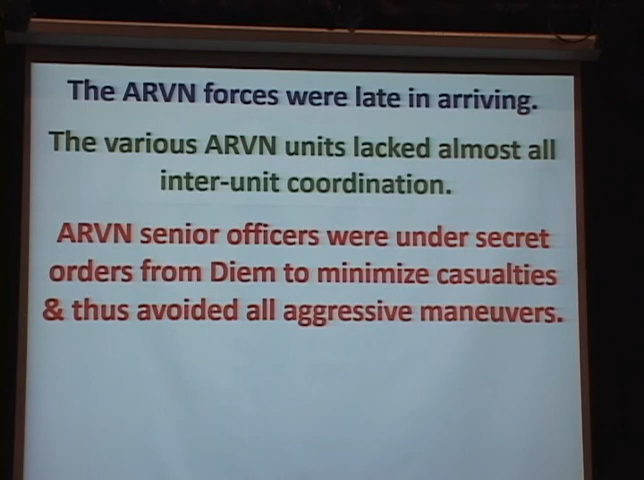 The ARVN forces were late in arriving.
The various ARVN units lacked almost all
inter-unit coordination.
ARVN senior officers were under secret
orders from Diem to minimize casualties
& thus avoided all aggressive maneuvers.